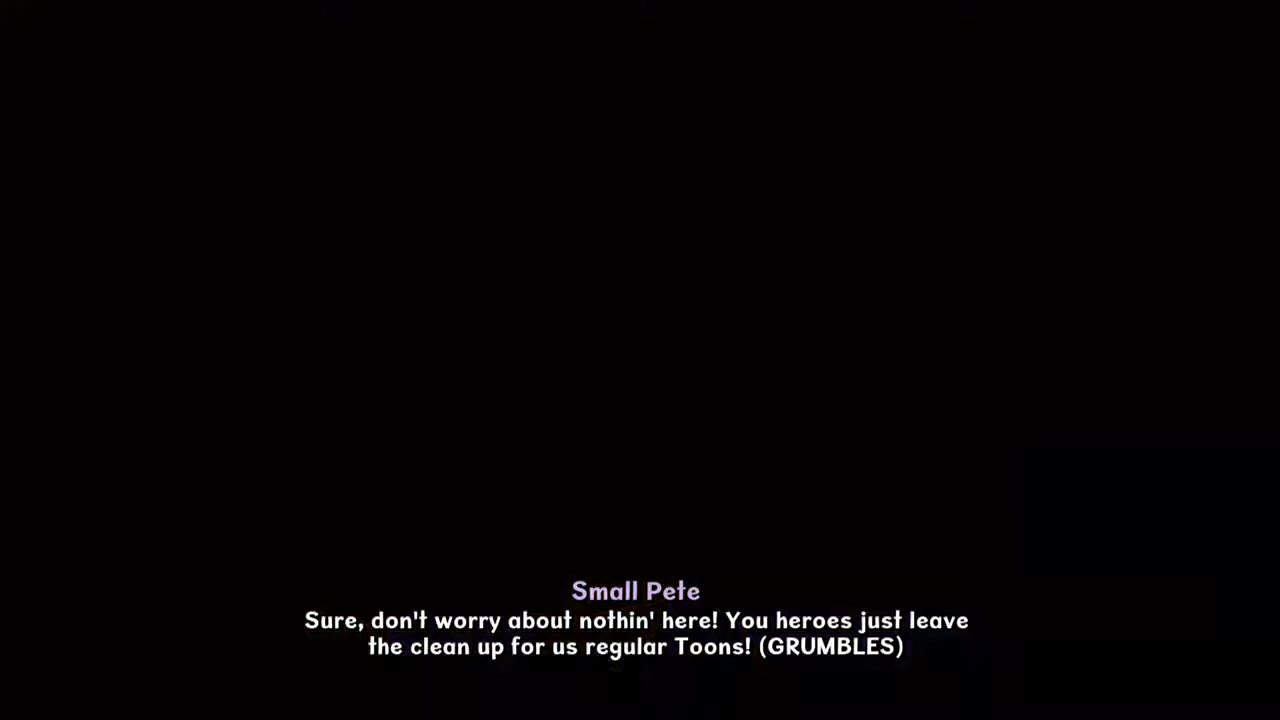 Small Pete
Sure, don't worry about nothin' here! You heroes just leave
the clean up for us regular Toons! (GRUMBLES)